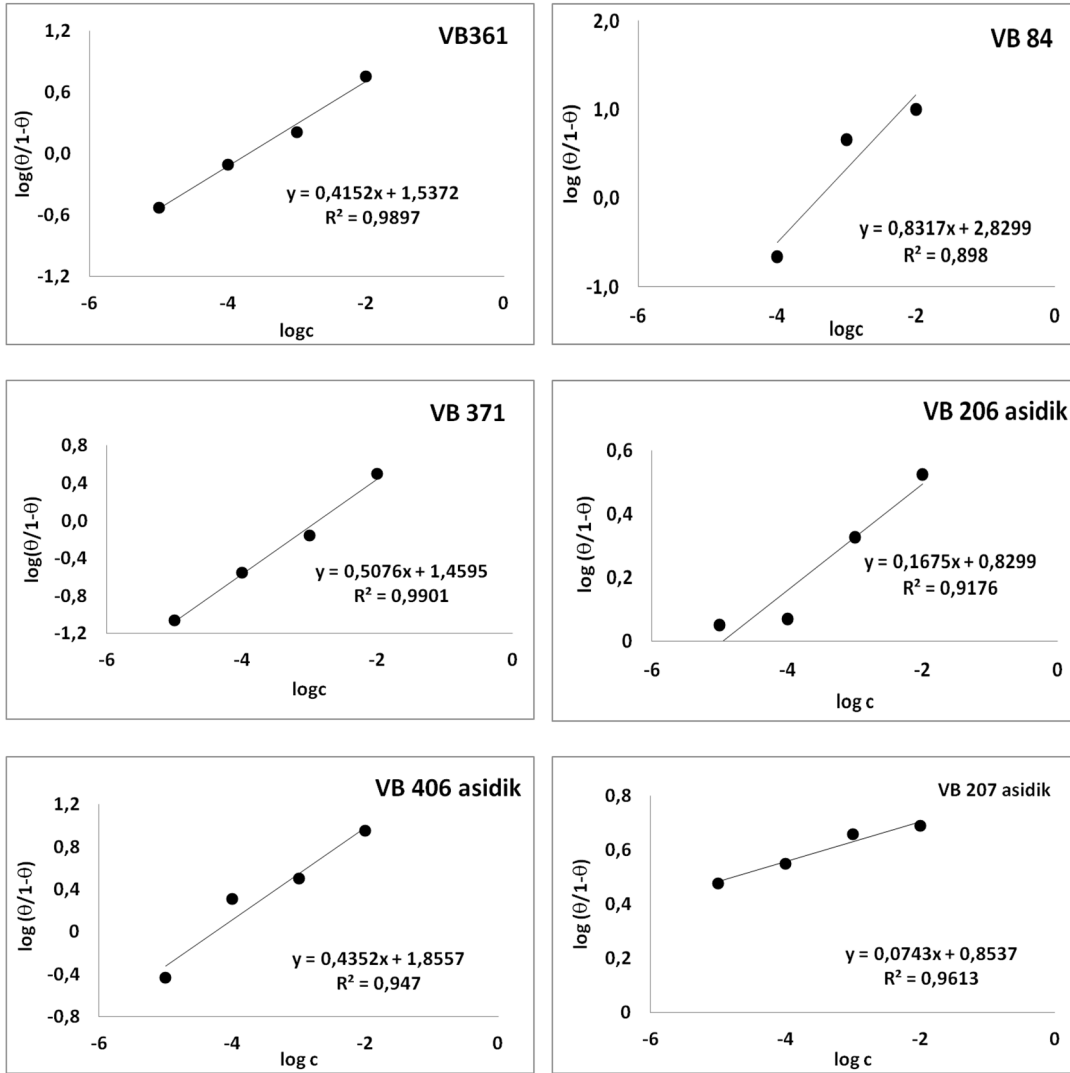 VB361
1,2
0,6
0,0
-0,6
-1,2
log(θ/1-θ)
y = 0,4152x + 1,5372
R² = 0,9897
-6 -4 -2 0
logc
VB 84
2,0
1,0
0,0
-1,0
log (θ/1-θ)
y = 0,8317x + 2,8299
R² = 0,898
-6 -4 -2 0
logc
VB 371
0,8
0,4
0,0
-0,4
-0,8
-1,2
log(θ/1-θ)
y = 0,5076x + 1,4595
R² = 0,9901
-6 -4 -2 0
logc
VB 206 asidik
0,6
0,4
0,2
0
log (θ/1-θ)
y = 0,1675x + 0,8299
R² = 0,9176
-6 -4 -2 0
log c
VB 406 asidik
1,2
0,8
0,4
0
-0,4
-0,8
log (θ/1-θ)
y = 0,4352x + 1,8557
R² = 0,947
-6 -4 -2 0
log c
VB 207 asidik
0,8
0,6
0,4
0,2
0
log (θ/1-θ)
y = 0,0743x + 0,8537
R² = 0,9613
-6 -4 -2 0
log c